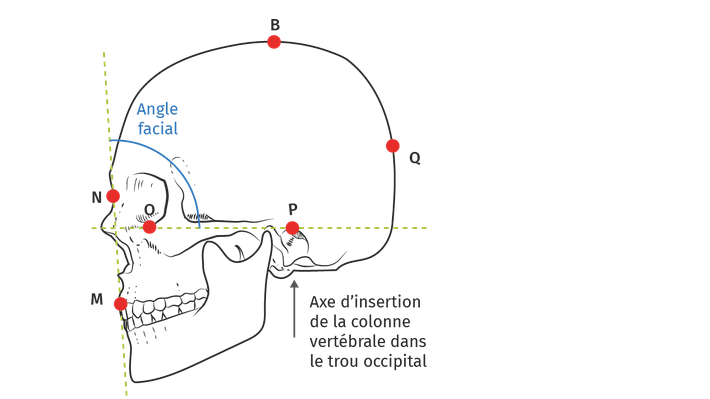 B
Angle
facial
Q
N
O
P
M
Axe d’insertion
de la colonne
vertébrale dans
le trou occipital